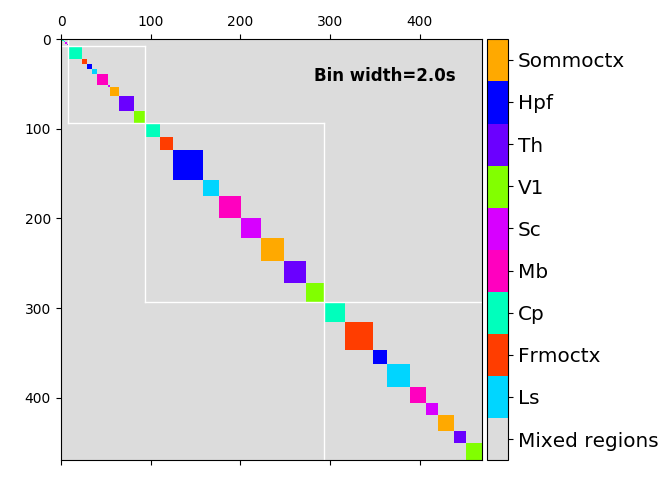 0 100 200 300 400
0
100
200
300
400
Bin width=2.0s
Sommoctx
Hpf
Th
V1
Sc
Mb
Cp
Frmoctx
Ls
Mixed regions